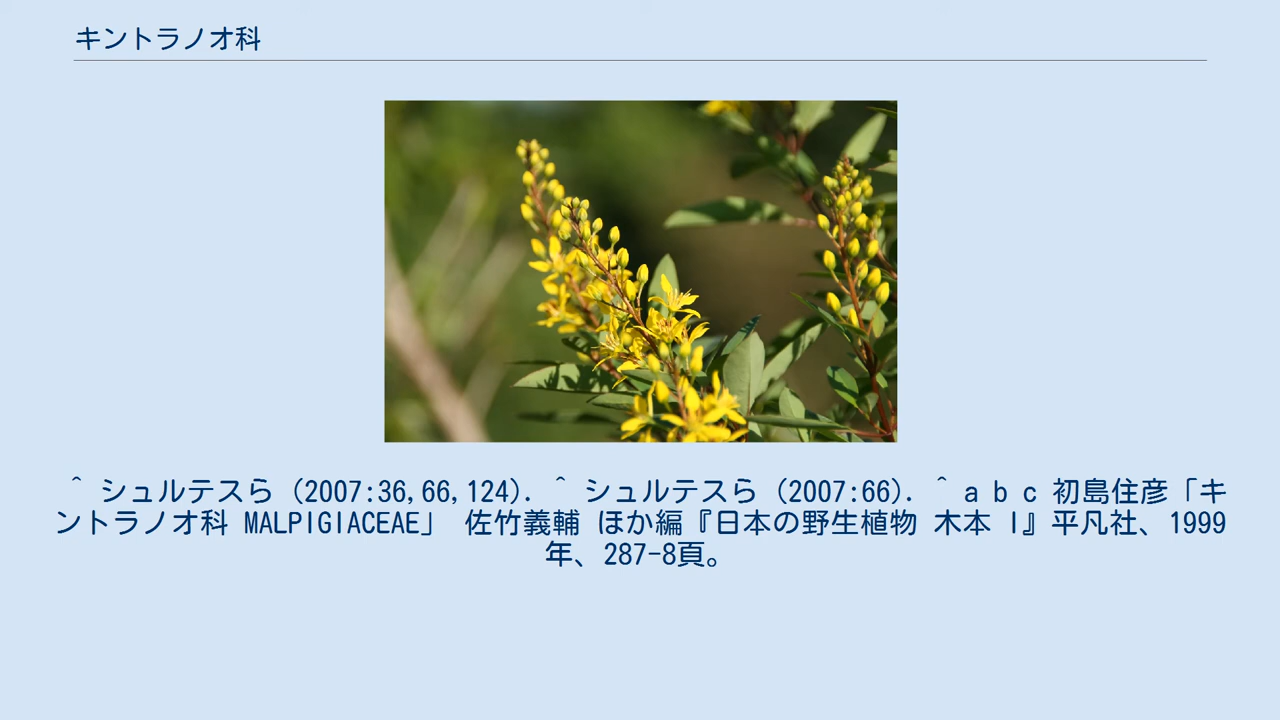 キントラノオ科
^ シュルテスら（2007:36,66,124）. ^ シュルテスら（2007:66）. ^ a b c 初島住彦「キ
ントラノオ科 MALPIGIACEAE」 佐竹義輔 ほか編『日本の野生植物 木本 I』平凡社、1999
年、287-8頁。